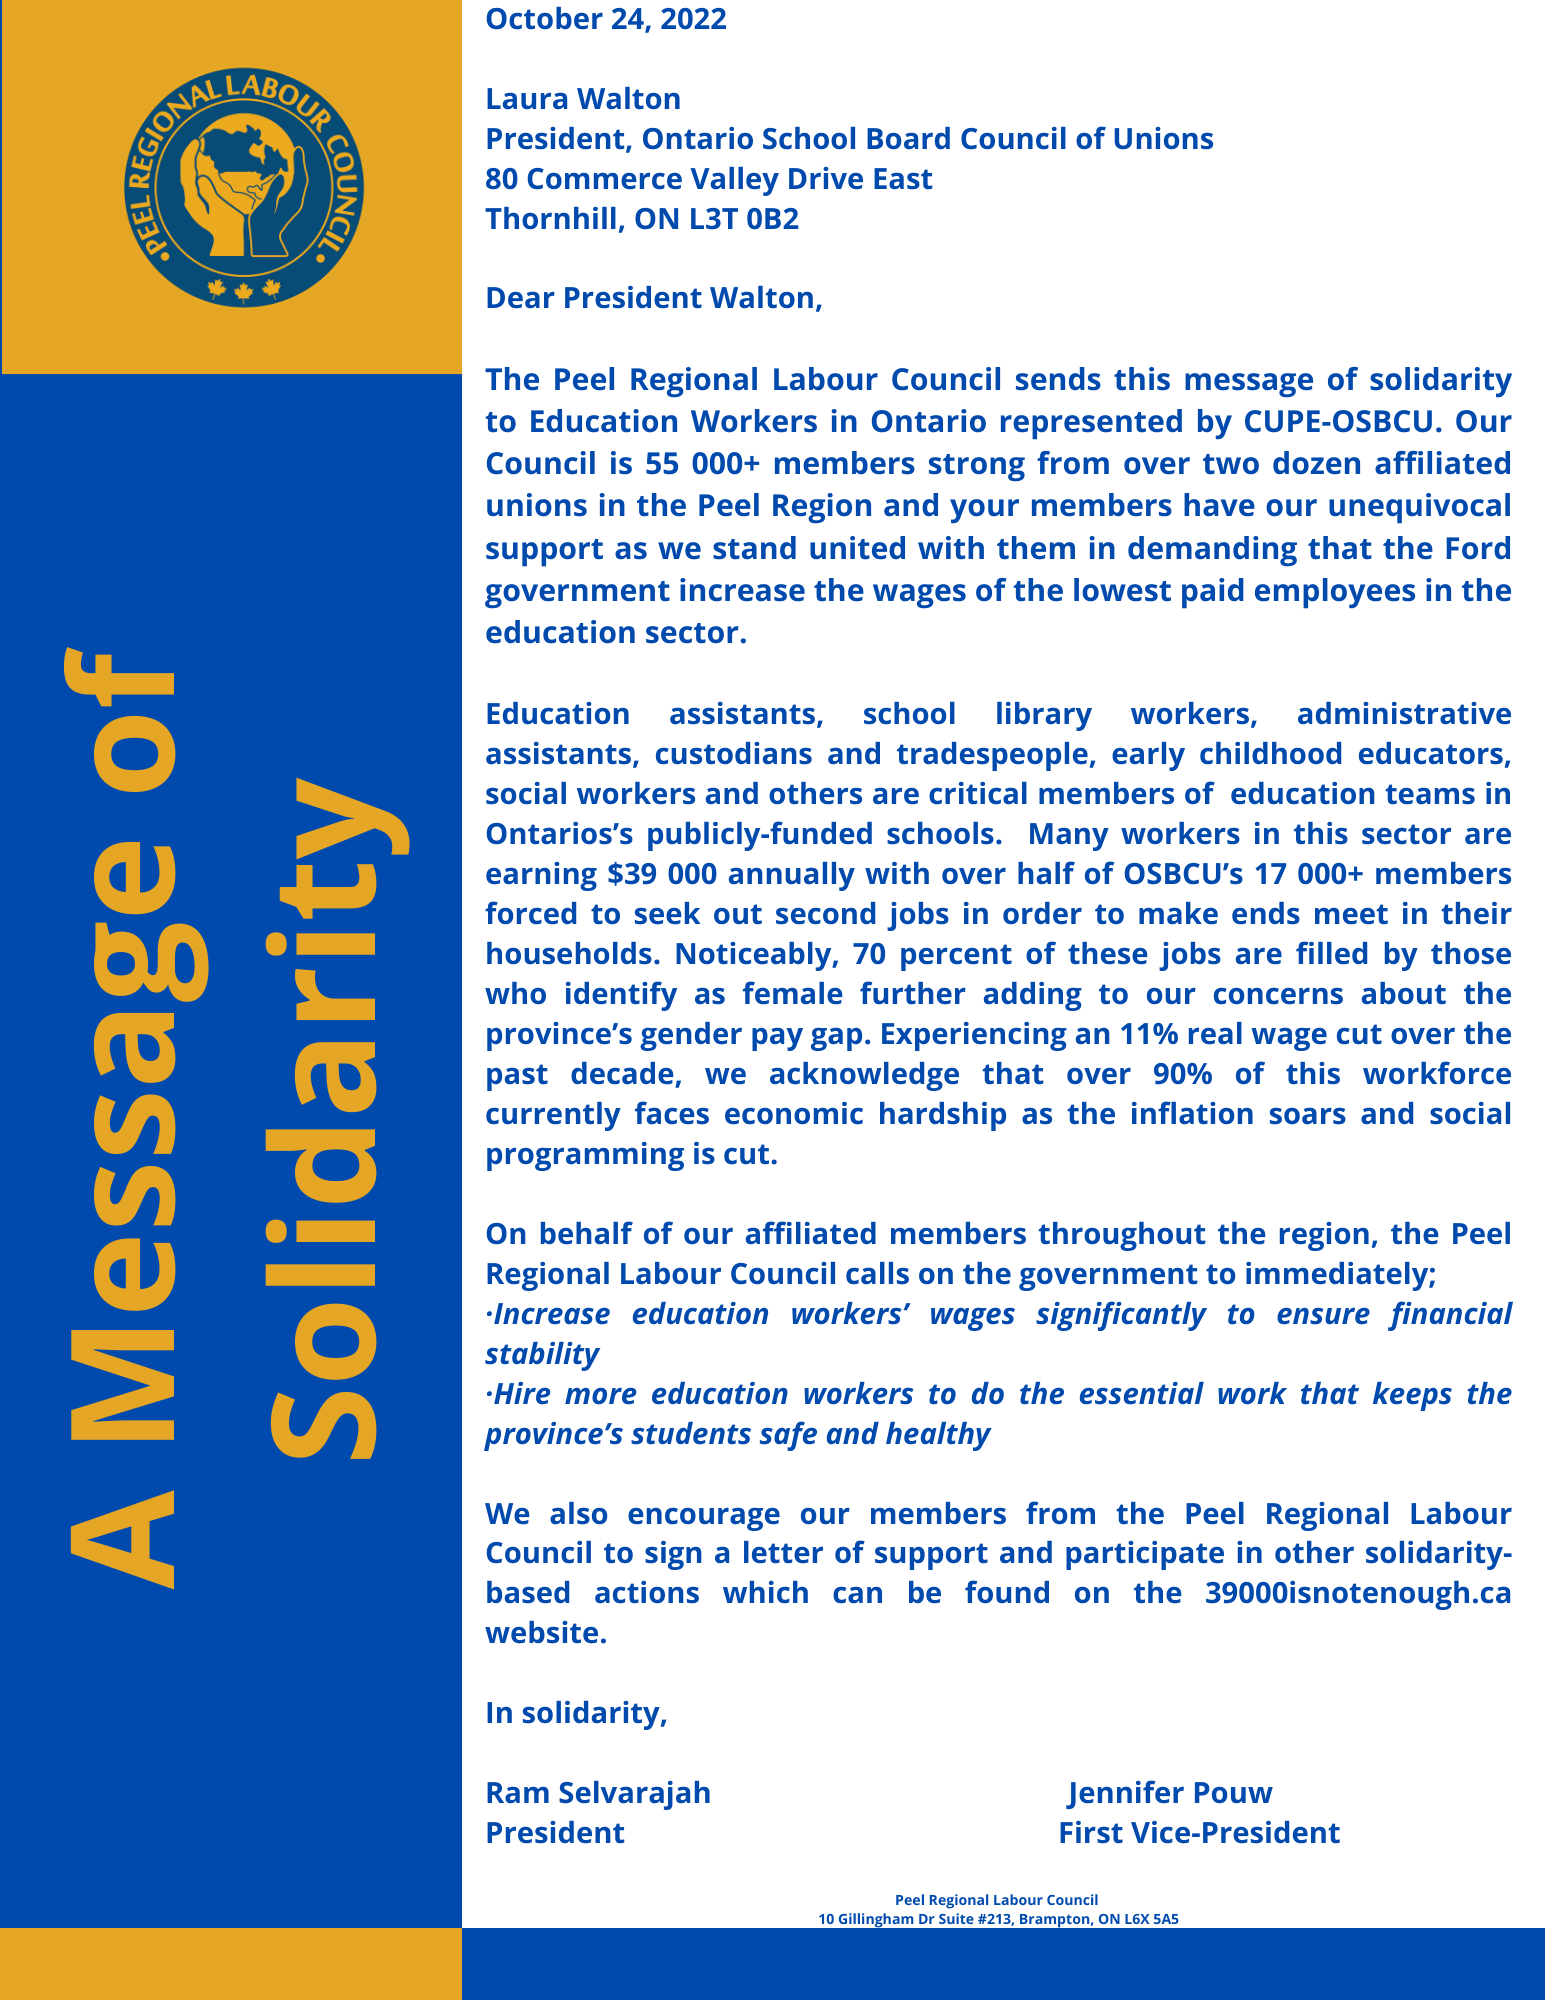 •PEEL REGIONAL LABOUR COUNCIL•
A Message of
Solidarity
October 24, 2022
Laura Walton
President, Ontario School Board Council of Unions
80 Commerce Valley Drive East
Thornhill, ON L3T 0B2
Dear President Walton,
The Peel Regional Labour Council sends this message of solidarity
to Education Workers in Ontario represented by CUPE-OSBCU. Our
Council is 55 000+ members strong from over two dozen affiliated
unions in the Peel Region and your members have our unequivocal
support as we stand united with them in demanding that the Ford
government increase the wages of the lowest paid employees in the
education sector.
Education assistants, school library workers, administrative
assistants, custodians and tradespeople, early childhood educators,
social workers and others are critical members of  education teams in
Ontarios’s publicly-funded schools.  Many workers in this sector are
earning $39 000 annually with over half of OSBCU’s 17 000+ members
forced to seek out second jobs in order to make ends meet in their
households. Noticeably, 70 percent of these jobs are filled by those
who identify as female further adding to our concerns about the
province’s gender pay gap. Experiencing an 11% real wage cut over the
past decade, we acknowledge that over 90% of this workforce
currently faces economic hardship as the inflation soars and social
programming is cut.
On behalf of our affiliated members throughout the region, the Peel
Regional Labour Council calls on the government to immediately;
·Increase education workers’ wages significantly to ensure financial
stability
·Hire more education workers to do the essential work that keeps the
province’s students safe and healthy
We also encourage our members from the Peel Regional Labour
Council to sign a letter of support and participate in other solidarity-
based actions which can be found on the 39000isnotenough.ca
website.
In solidarity,
Ram Selvarajah Jennifer Pouw
President First Vice-President
Peel Regional Labour Council
10 Gillingham Dr Suite #213, Brampton, ON L6X 5A5